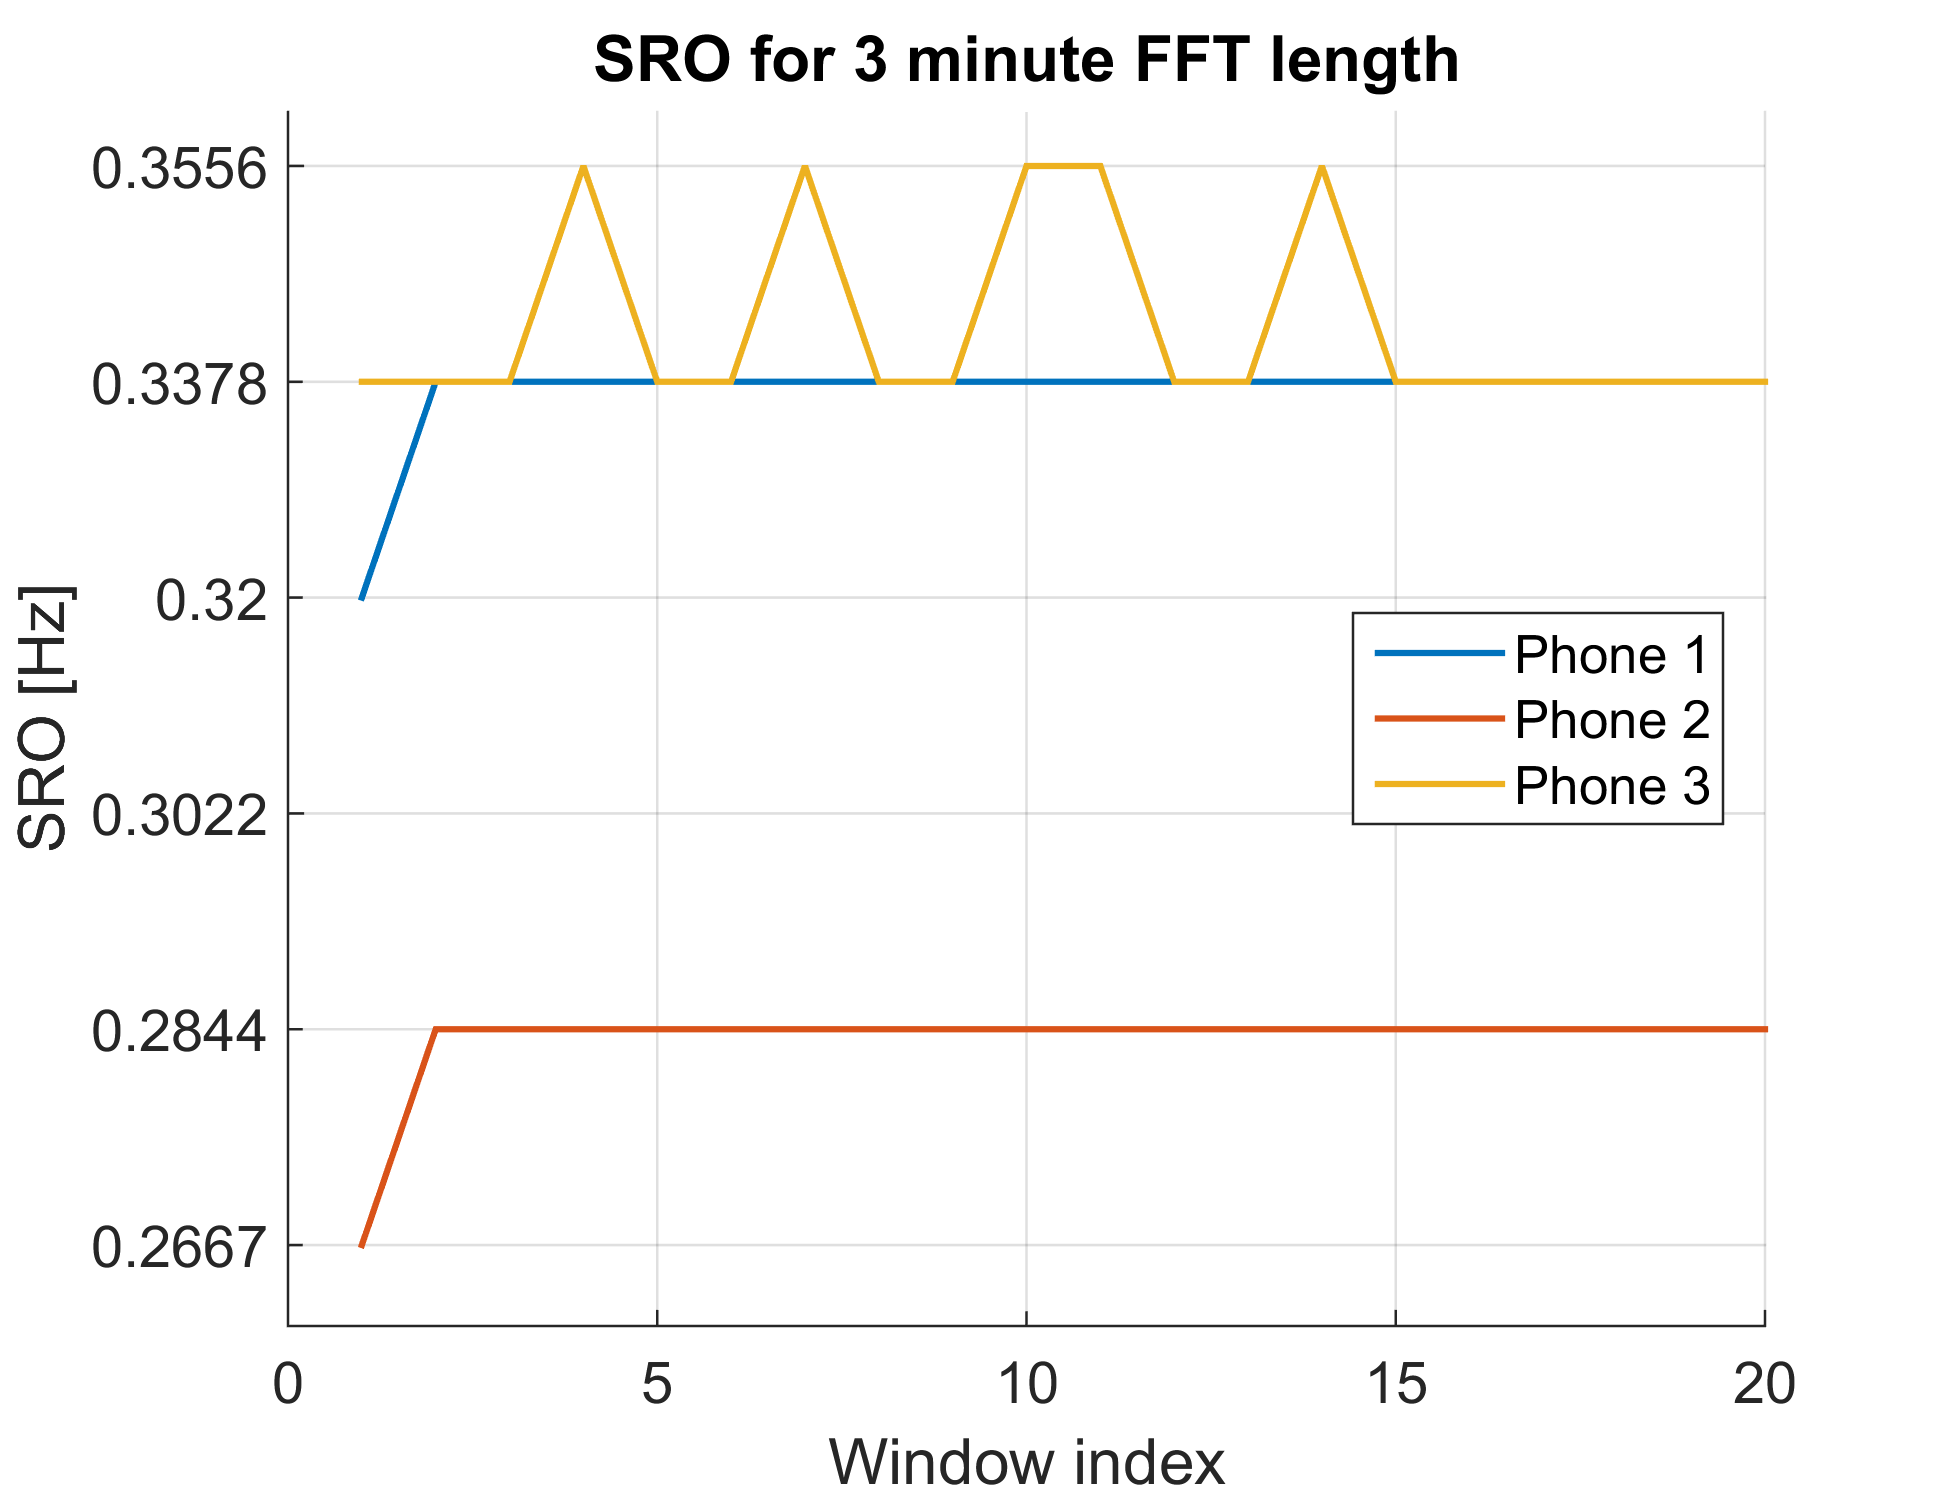 SRO for 3 minute FFT length
SRO [Hz]
0.3556
0.3378
0.32
0.3022
0.2844
0.2667
Phone 1
Phone 2
Phone 3
0 5 10 15 20
Window index